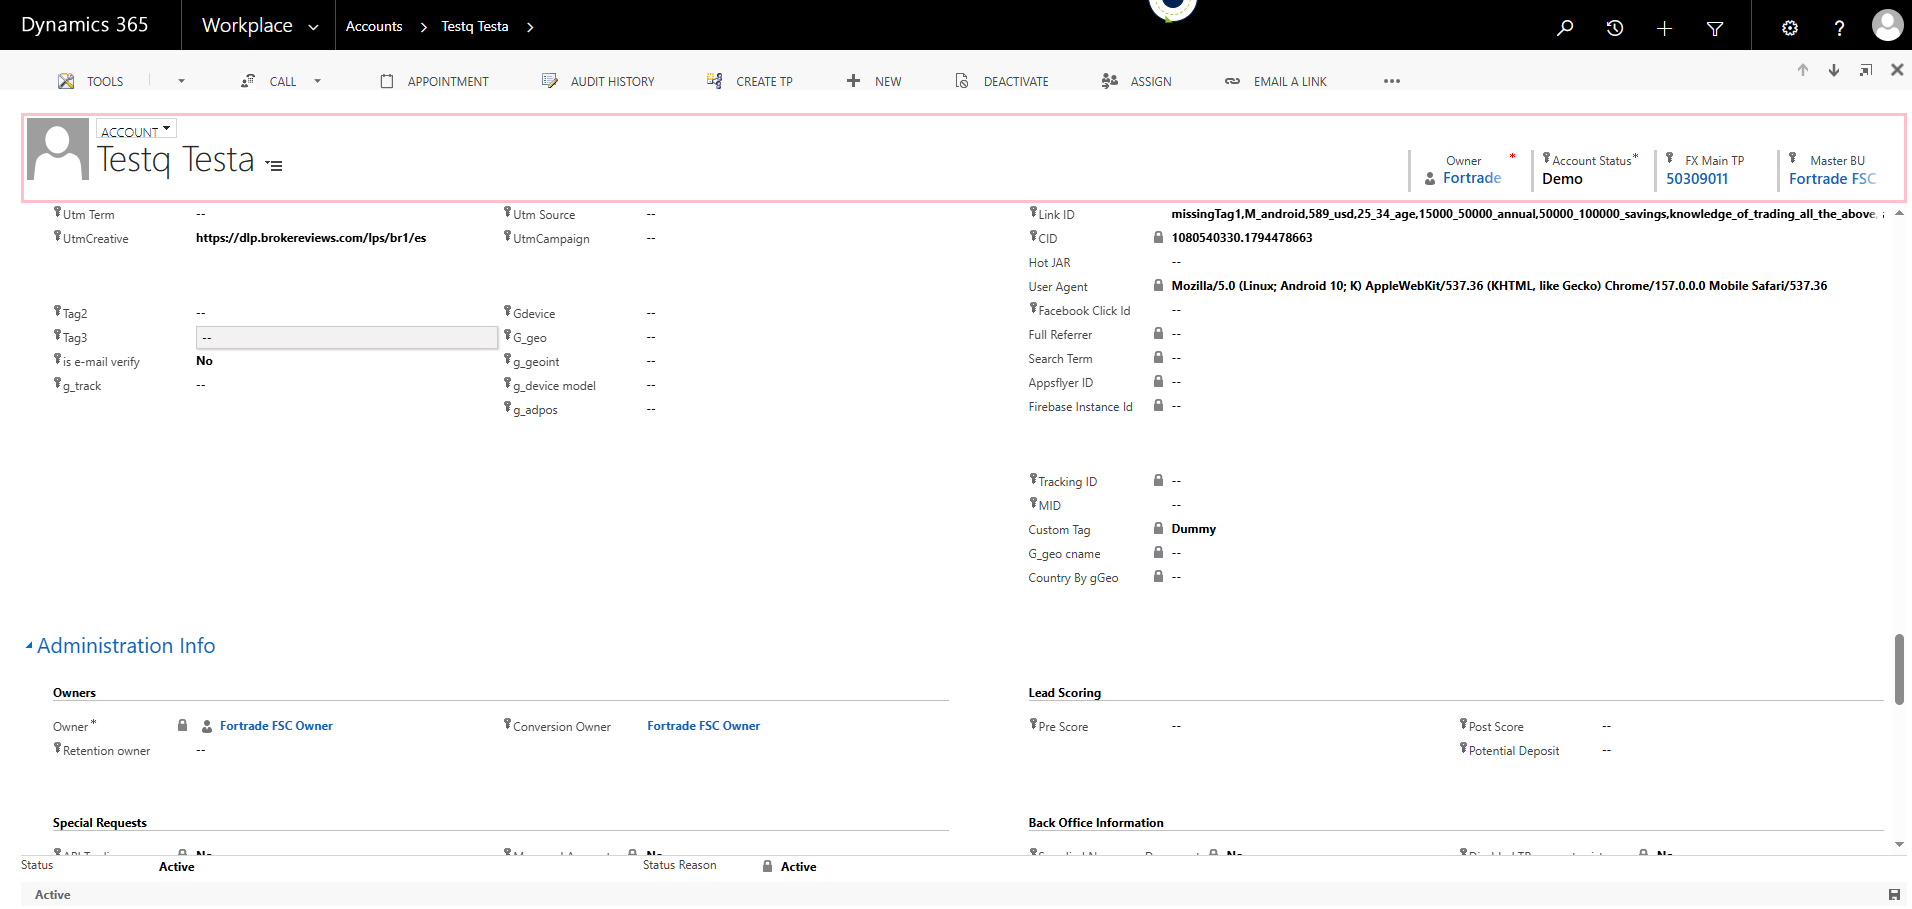 Dynamics 365 Workplace Accounts Testq Testa
TOOLS CALL APPOINTMENT AUDIT HISTORY CREATE TP NEW DEACTIVATE ASSIGN EMAIL A LINK
ACCOUNT
Testq Testa
Owner* Account Status* FX Main TP Master BU
Fortrade Demo 50309011 Fortrade FSC
Utm Term -- Utm Source -- Link ID missingTag1,M_android,589_usd,25_34_age,15000_50000_annual,50000_100000_savings,knowledge_of_trading_all_the_above,
UtmCreative https://dlp.brokereviews.com/lps/br1/es UtmCampaign -- CID 1080540330.1794478663
Hot JAR --
User Agent Mozilla/5.0 (Linux; Android 10; K) AppleWebKit/537.36 (KHTML, like Gecko) Chrome/157.0.0.0 Mobile Safari/537.36
Tag2 -- Gdevice -- Facebook Click Id --
Tag3 -- G_geo -- Full Referrer --
is e-mail verify No g_geoint -- Search Term --
g_track -- g_device model -- Appsflyer ID --
g_adpos -- Firebase Instance Id --
Tracking ID --
MID --
Custom Tag Dummy
G_geo cname --
Country By gGeo --
Administration Info
Owners Lead Scoring
Owner* Fortrade FSC Owner Conversion Owner Fortrade FSC Owner Pre Score -- Post Score --
Retention owner -- Potential Deposit --
Special Requests Back Office Information
No No No No
Status Active Status Reason Active
Active